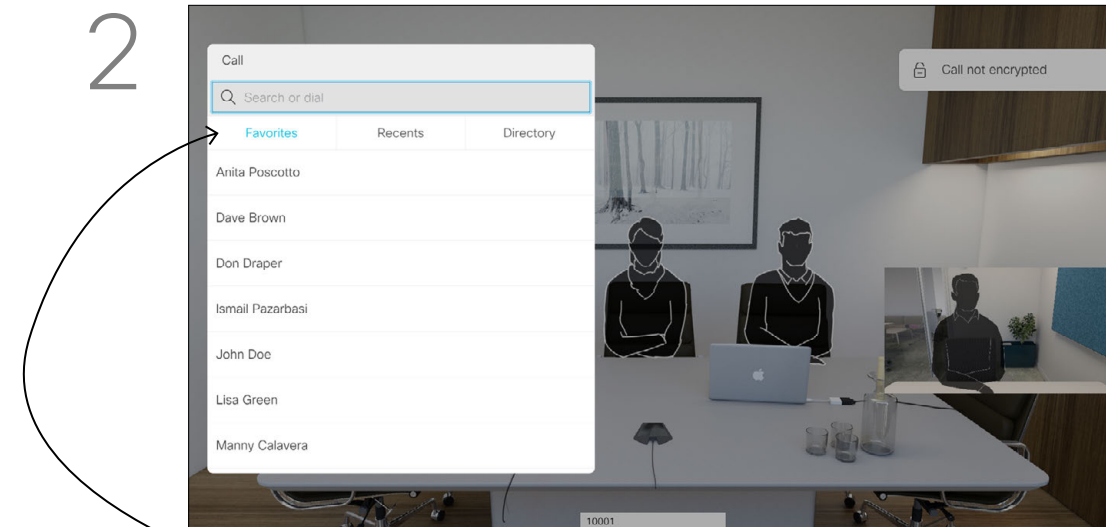 2
Call
Call not encrypted
Search or dial
Favorites Recents Directory
Anita Poscotto
Dave Brown
Don Draper
Ismail Pazarbasi
John Doe
Lisa Green
Manny Calavera
10001